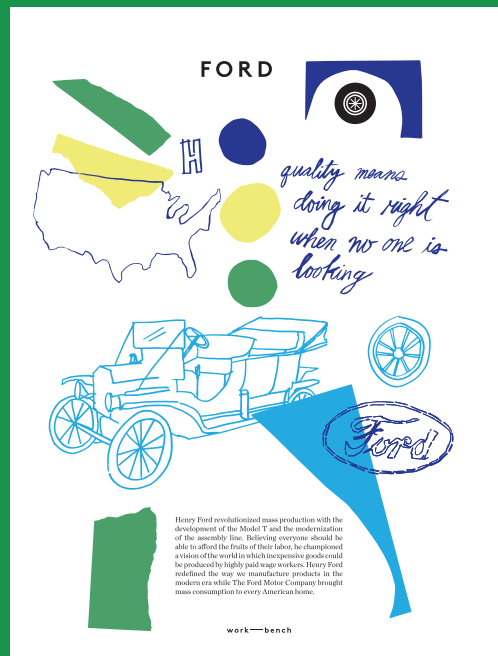 FORD
H
quality means
doing it right
when no one is
looking
Ford
Henry Ford revolutionized mass production with the
development of the Model T and the modernization
of the assembly line. Believing everyone should be
able to afford the fruits of their labor, he championed
a vision of the world in which inexpensive goods could
be produced by highly paid wage workers. Henry Ford
redefined the way we manufacture products in the
modern era while The Ford Motor Company brought
mass consumption to every American home.
work—bench